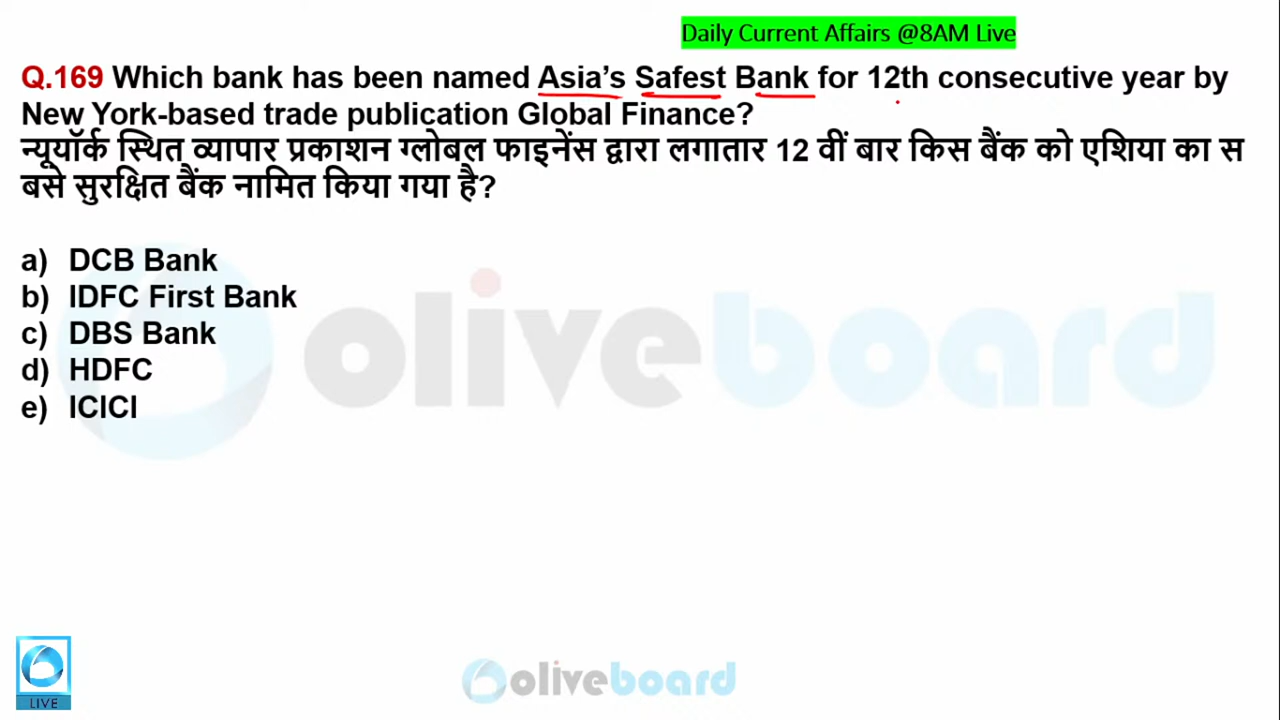 Daily Current Affairs @8AM Live
Q.169 Which bank has been named Asia's Safest Bank for 12th consecutive year by
New York-based trade publication Global Finance?
न्यूयॉर्क स्थित व्यापार प्रकाशन ग्लोबल फाइनेंस द्वारा लगातार 12 वीं बार किस बैंक को एशिया का स
बसे सुरक्षित बैंक नामित किया गया है?
a) DCB Bank
b) IDFC First Bank
c) DBS Bank
d) HDFC
e) ICICI
oliveboard
LIVE
oliveboard